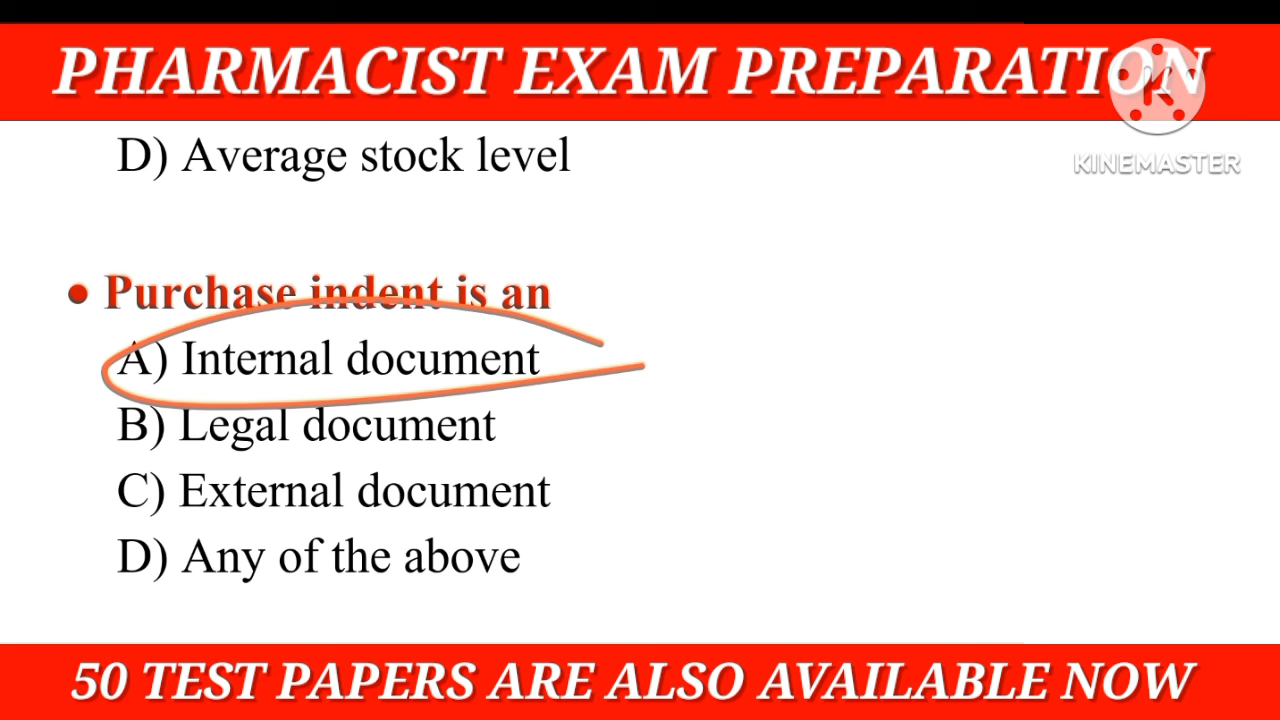 PHARMACIST EXAM PREPARATION
KINEMASTER
D) Average stock level
• Purchase indent is an
A) Internal document
B) Legal document
C) External document
D) Any of the above
50 TEST PAPERS ARE ALSO AVAILABLE NOW